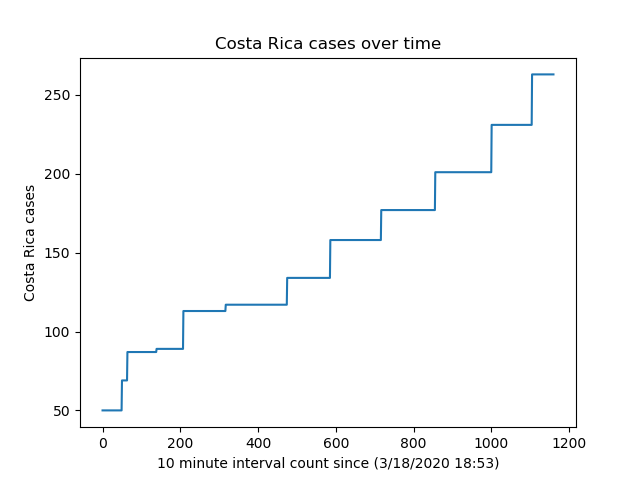 Costa Rica cases over time
250
200
150
100
50
Costa Rica cases
0 200 400 600 800 1000 1200
10 minute interval count since (3/18/2020 18:53)